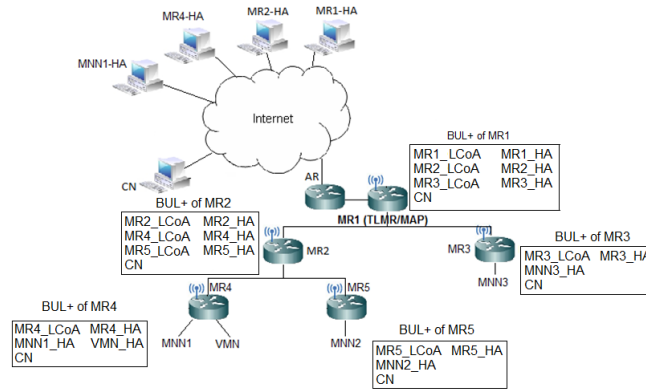 MR4-HA
MR2-HA
MR1-HA
MNN1-HA
Internet
CN
AR
BUL+ of MR1
MR1_LCoA MR1_HA
MR2_LCoA MR2_HA
MR3_LCoA MR3_HA
CN
MR1 (TLMR/MAP)
BUL+ of MR2
MR2_LCoA MR2_HA
MR4_LCoA MR4_HA
MR5_LCoA MR5_HA
CN
MR2
MR3
MNN3
BUL+ of MR3
MR3_LCoA MR3_HA
MNN3_HA
CN
MR4
MR5
MNN1
VMN
MNN2
BUL+ of MR4
MR4_LCoA MR4_HA
MNN1_HA VMN_HA
CN
BUL+ of MR5
MR5_LCoA MR5_HA
MNN2_HA
CN